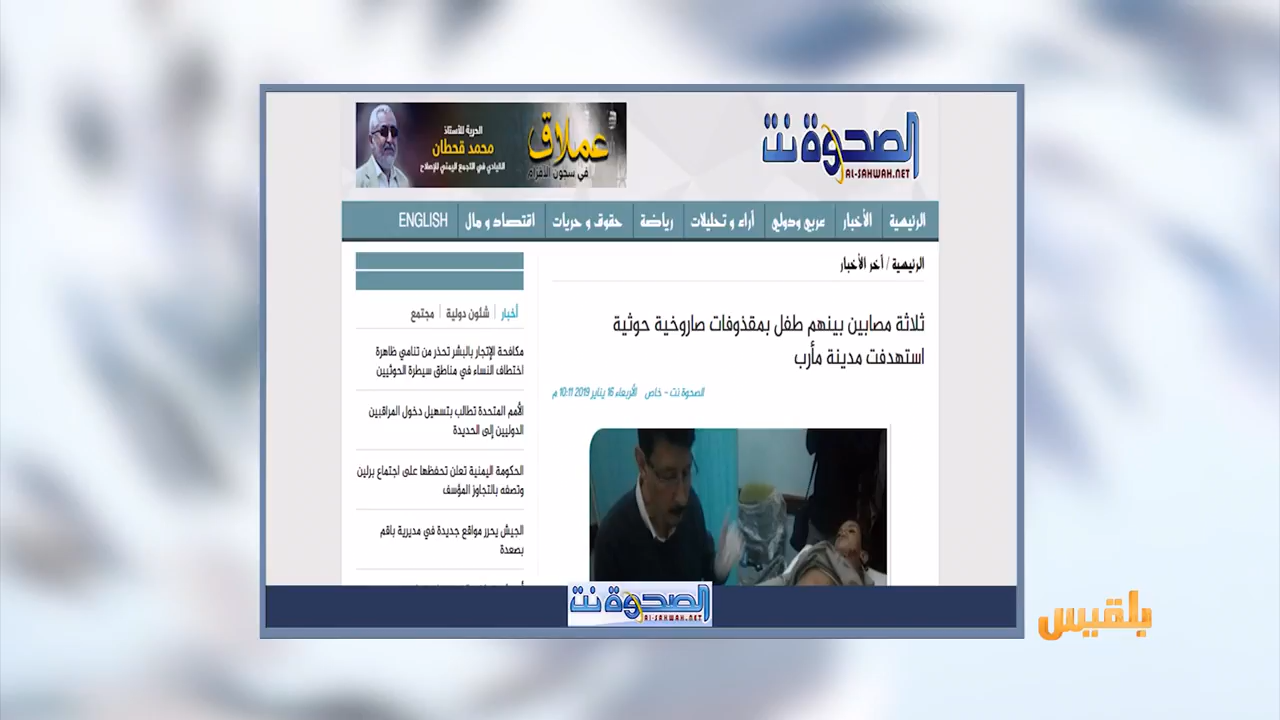 الحرية للأستاذ
محمد قحطان
القيادي في التجمع اليمني للإصلاح
عملاق
في سجون الأقزام
الصحوة نت
AL-SAHWAH.NET
الرئيسية
الأخبار
عربي ودولي
آراء و تحليلات
رياضة
حقوق و حريات
اقتصاد و مال
ENGLISH
الرئيسية / آخر الأخبار
ثلاثة مصابين بينهم طفل بمقذوفات صاروخية حوثية
استهدفت مدينة مأرب
الصحوة نت - خاص الأربعاء 16 يناير 2019 10:11 م
أخبار
شئون دولية
مجتمع
مكافحة الإتجار بالبشر تحذر من تنامي ظاهرة
اختطاف النساء في مناطق سيطرة الحوثيين
الأمم المتحدة تطالب بتسهيل دخول المراقبين
الدوليين إلى الحديدة
الحكومة اليمنية تعلن تحفظها على اجتماع برلين
وتصفه بالتجاوز المؤسف
الجيش يحرر مواقع جديدة في مديرية باقم
بصعدة
الصحوة نت
AL-SAHWAH.NET
بلقيس